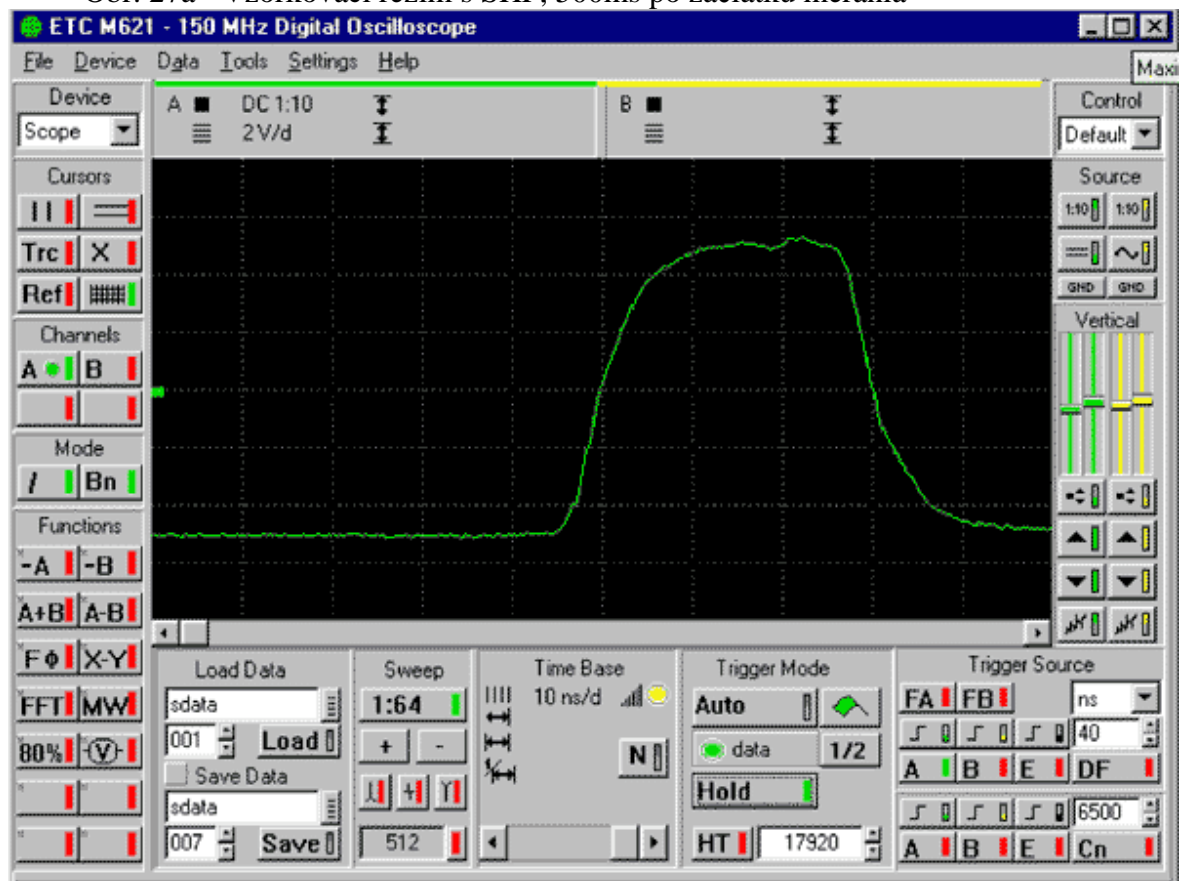 ETC M621 - 150 MHz Digital Oscilloscope
File Device Data Tools Settings Help
Maxi
Device
Scope
A DC 1:10
2 V/d
B
Control
Default
Cursors
Trc X
Ref
Channels
A B
Mode
/ Bn
Functions
-A -B
A+B A-B
FΦ X-Y
FFT MW
80% V
Source
1:10 1:10
GND GND
Vertical
Load Data
sdata
001 Load
Save Data
sdata
007 Save
Sweep
1:64
+ -
512
Time Base
10 ns/d
N
Trigger Mode
Auto
data 1/2
Hold
HT 17920
Trigger Source
FA FB ns
40
A B E DF
6500
A B E Cn